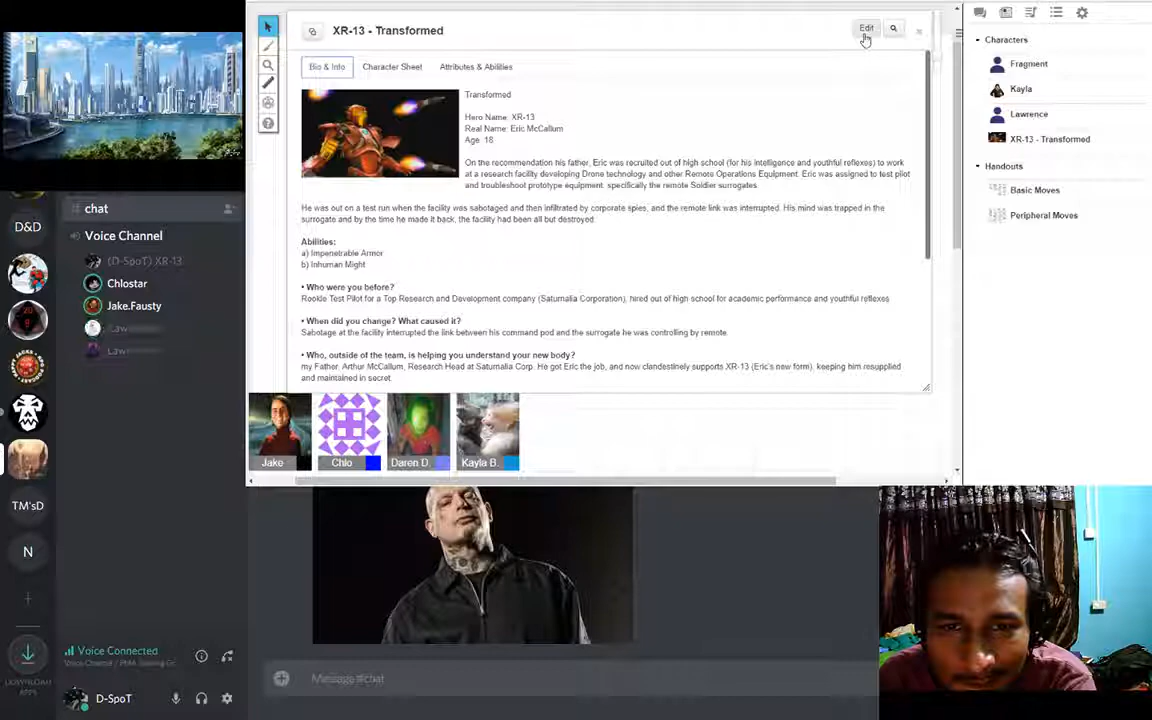 XR-13 - Transformed
Edit
Bio & Info
Character Sheet
Attributes & Abilities
Transformed
Hero Name: XR-13
Real Name: Eric McCallum
Age 18
On the recommendation his father, Eric was recruited out of high school (for his intelligence and youthful reflexes) to work
at a research facility developing Drone technology and other Remote Operations Equipment. Eric was assigned to test pilot
and troubleshoot prototype equipment, specifically the remote Soldier surrogates.
He was out on a test run when the facility was sabotaged and then infiltrated by corporate spies, and the remote link was interrupted. His mind was trapped in the
surrogate and by the time he made it back, the facility had been all but destroyed.
Abilities:
a) Impenetrable Armor
b) Inhuman Might
• Who were you before?
Rookie Test Pilot for a Top Research and Development company (Saturnalia Corporation), hired out of high school for academic performance and youthful reflexes
• When did you change? What caused it?
Sabotage at the facility interrupted the link between his command pod and the surrogate he was controlling by remote.
• Who, outside of the team, is helping you understand your new body?
my Father, Arthur McCallum, Research Head at Saturnalia Corp. He got Eric the job, and now clandestinely supports XR-13 (Eric's new form), keeping him resupplied
and maintained in secret.
Jake
Chlo
Daren D.
Kayla B.
Characters
Fragment
Kayla
Lawrence
XR-13 - Transformed
Handouts
Basic Moves
Peripheral Moves
D&D
TM'sD
N
DOWNLOAD
APPS
chat
Voice Channel
(D-SpoT) XR-13
Chlostar
Jake.Fausty
Law
Law
Voice Connected
Voice Channel /
D-SpoT
Message #chat